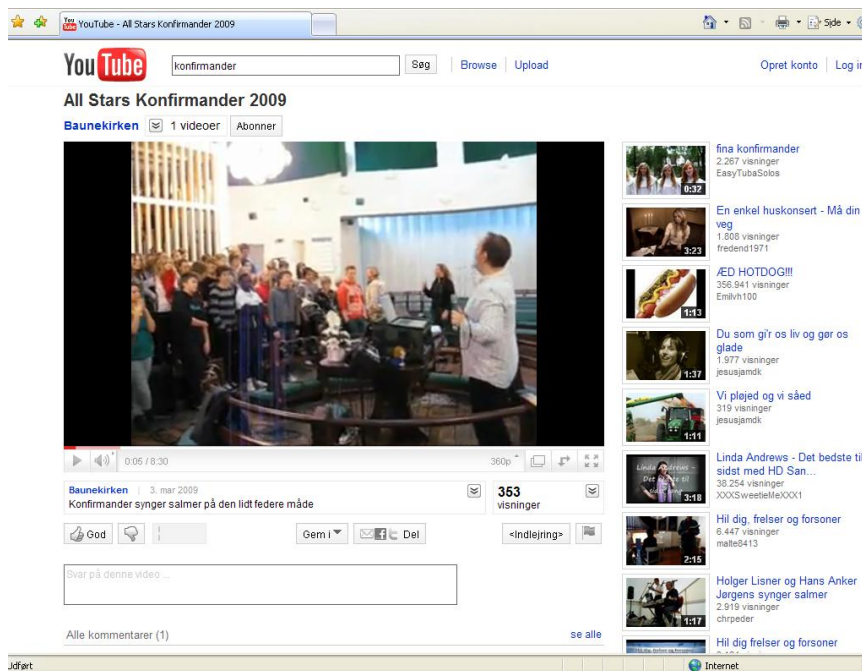 YouTube - All Stars Konfirmander 2009
Side
YouTube
konfirmander
Søg
Browse
Upload
Opret konto
Log in
All Stars Konfirmander 2009
Baunekirken
1 videoer
Abonner
0:05 / 8:30
360p
Baunekirken
3. mar 2009
Konfirmander synger salmer på den lidt federe måde
353
visninger
God
Gem i
Del
<Indlejring>
Svar på denne video ...
Alle kommentarer (1)
se alle
fina konfirmander
2.267 visninger
EasyTubaSolos
0:32
En enkel huskonsert - Må din
veg
1.808 visninger
fredend1971
3:23
ÆD HOTDOG!!!
356.941 visninger
Emilvh100
1:13
Du som gi'r os liv og gør os
glade
1.977 visninger
jesusjamdk
1:37
Vi pløjed og vi såed
319 visninger
jesusjamdk
1:11
Linda Andrews - Det bedste til
sidst med HD San...
38.254 visninger
XXXSweetieMeXXX1
3:18
Hil dig, frelser og forsoner
6.447 visninger
malte8413
2:15
Holger Lisner og Hans Anker
Jørgens synger salmer
2.919 visninger
chrpeder
1:17
Hil dig frelser og forsoner
Udført
Internet